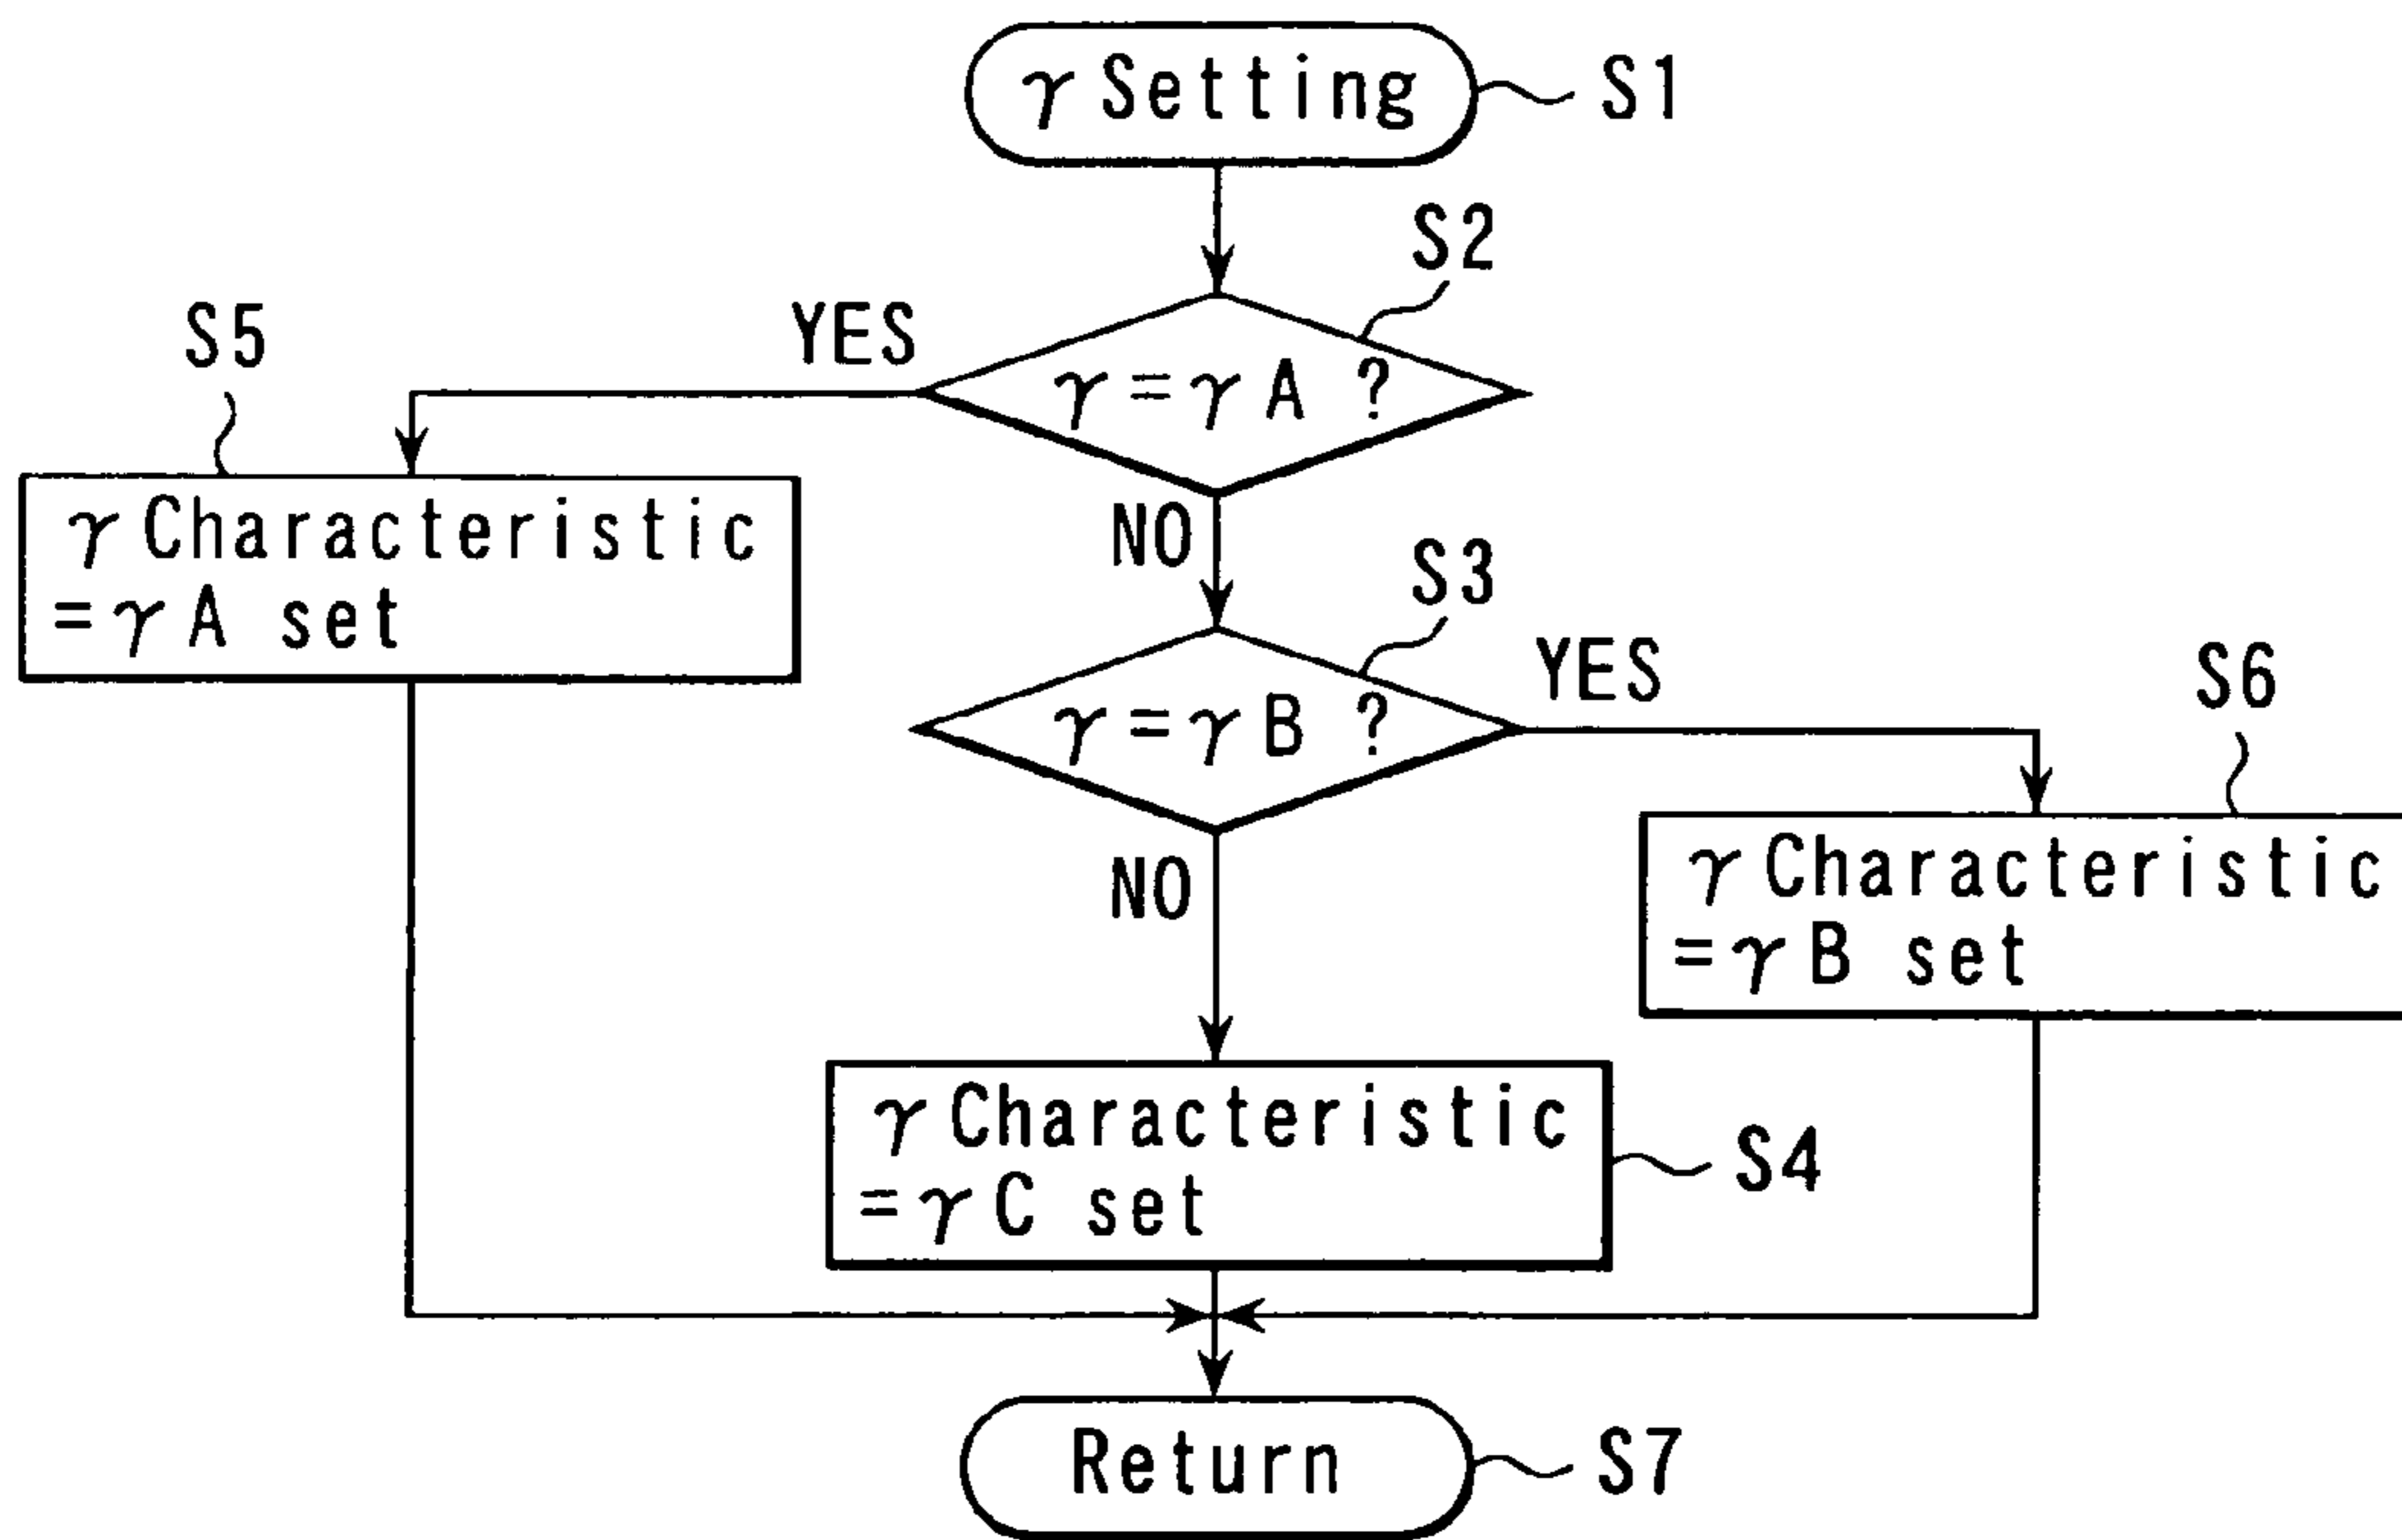 γ Setting
S1
S2
γ=γA ?
YES
NO
S5
γ Characteristic
=γA set
S3
γ=γB ?
YES
NO
S6
γ Characteristic
=γB set
γ Characteristic
=γC set
S4
Return
S7